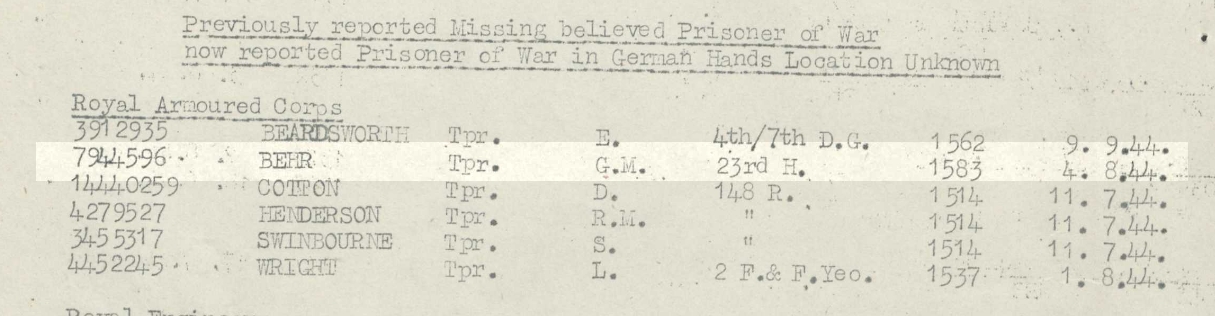 Previously reported Missing believed Prisoner of War
now reported Prisoner of War in German Hands Location Unknown
Royal Armoured Corps
3912935 BEARDSWORTH Tpr. E. 4th/7th D.G. 1562 9. 9.44.
7944596 BEHR Tpr. G.M. 23rd H. 1583 4. 8.44.
14440259 COTTON Tpr. D. 148 R. 1514 11. 7.44.
4279527 HENDERSON Tpr. R.M. " 1514 11. 7.44.
3455317 SWINBOURNE Tpr. S. " 1514 11. 7.44.
4452245 WRIGHT Tpr. L. 2 F.& F.Yeo. 1537 1. 8.44.
Royal